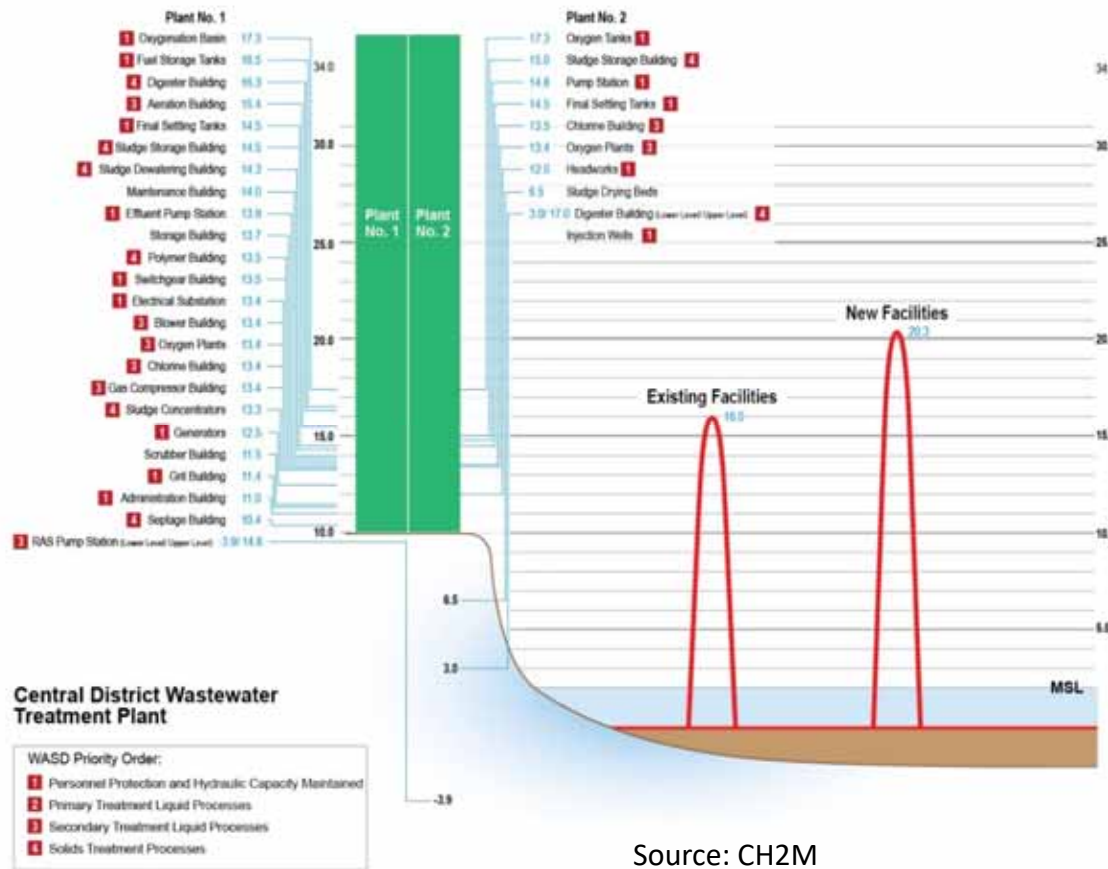 Plant No. 1
1 Oxygenation Basin 17.3
1 Fuel Storage Tanks 16.5
4 Digester Building 16.3
3 Aeration Building 15.4
1 Final Settling Tanks 14.5
4 Sludge Storage Building 14.5
4 Sludge Dewatering Building 14.3
Maintenance Building 14.0
1 Effluent Pump Station 13.8
Storage Building 13.7
4 Polymer Building 13.5
1 Switchgear Building 13.5
1 Electrical Substation 13.4
3 Blower Building 13.4
3 Oxygen Plants 13.4
3 Chlorine Building 13.4
3 Gas Compressor Building 13.4
4 Sludge Concentrators 13.3
1 Generators 12.5
Scrubber Building 11.5
1 Grit Building 11.4
1 Administration Building 11.0
4 Septage Building 10.4
3 RAS Pump Station (Lower Level/Upper Level) -3.9/ 14.6
Plant No. 2
17.3 Oxygen Tanks 1
15.0 Sludge Storage Building 4
14.8 Pump Station 1
14.5 Final Settling Tanks 1
13.5 Chlorine Building 3
13.4 Oxygen Plants 3
12.0 Headworks 1
6.5 Sludge Drying Beds
3.0/ 17.0 Digester Building (Lower Level/Upper Level) 4
Injection Wells 1
34.0
30.0
25.0
20.0
15.0
10.0
Plant No. 1
Plant No. 2
6.5
3.0
-3.9
Existing Facilities
16.0
New Facilities
20.3
34
30.
25.
20.
15.
10.
5.0
MSL
Central District Wastewater
Treatment Plant
WASD Priority Order:
1 Personnel Protection and Hydraulic Capacity Maintained
2 Primary Treatment Liquid Processes
3 Secondary Treatment Liquid Processes
4 Solids Treatment Processes
Source: CH2M